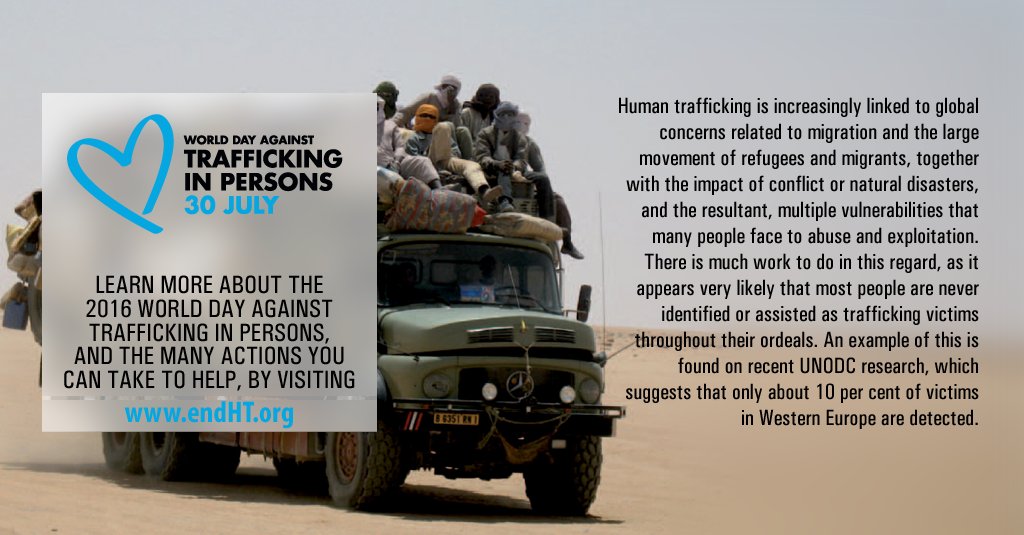 WORLD DAY AGAINST
TRAFFICKING
IN PERSONS
30 JULY
LEARN MORE ABOUT THE
2016 WORLD DAY AGAINST
TRAFFICKING IN PERSONS,
AND THE MANY ACTIONS YOU
CAN TAKE TO HELP, BY VISITING
www.endHT.org
Human trafficking is increasingly linked to global
concerns related to migration and the large
movement of refugees and migrants, together
with the impact of conflict or natural disasters,
and the resultant, multiple vulnerabilities that
many people face to abuse and exploitation.
There is much work to do in this regard, as it
appears very likely that most people are never
identified or assisted as trafficking victims
throughout their ordeals. An example of this is
found on recent UNODC research, which
suggests that only about 10 per cent of victims
in Western Europe are detected.